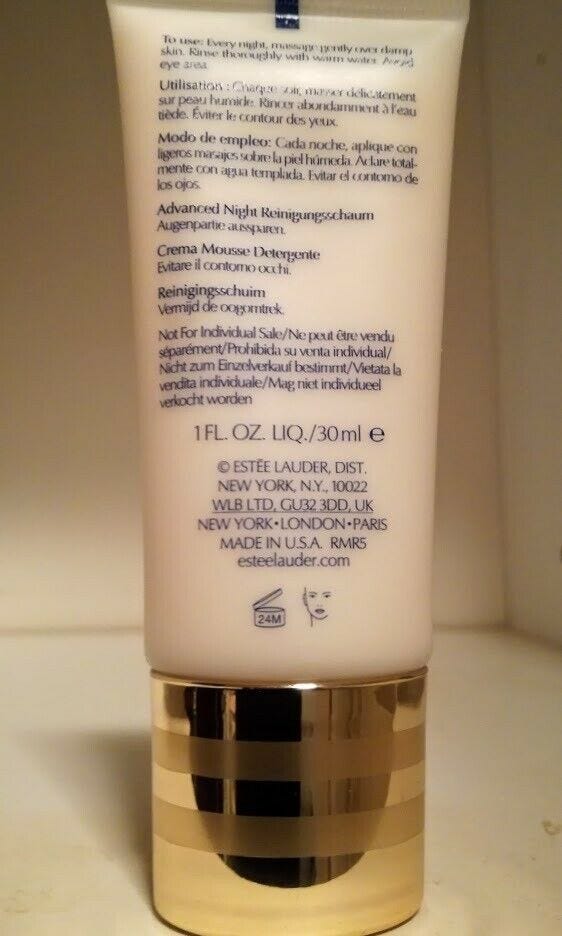 To use: Every night, massage gently over damp
skin. Rinse thoroughly with warm water. Avoid
eye area.
Utilisation : Chaque soir, masser délicatement
sur peau humide. Rincer abondamment à l'eau
tiède. Éviter le contour des yeux.
Modo de empleo: Cada noche, aplique con
ligeros masajes sobre la piel húmeda. Aclare total-
mente con agua templada. Evitar el contorno de
los ojos.
Advanced Night Reinigungsschaum
Augenpartie aussparen.
Crema Mousse Detergente
Evitare il contorno occhi.
Reinigingsschuim
Vermijd de oogomtrek.
Not For Individual Sale/Ne peut être vendu
séparément/Prohibida su venta individual/
Nicht zum Einzelverkauf bestimmt/Vietata la
vendita individuale/Mag niet individueel
verkocht worden
1 FL. OZ. LIQ./30 ml ℮
© ESTĒE LAUDER, DIST.
NEW YORK, N.Y., 10022
WLB LTD, GU32 3DD, UK
NEW YORK•LONDON•PARIS
MADE IN U.S.A. RMR5
esteelauder.com
24M